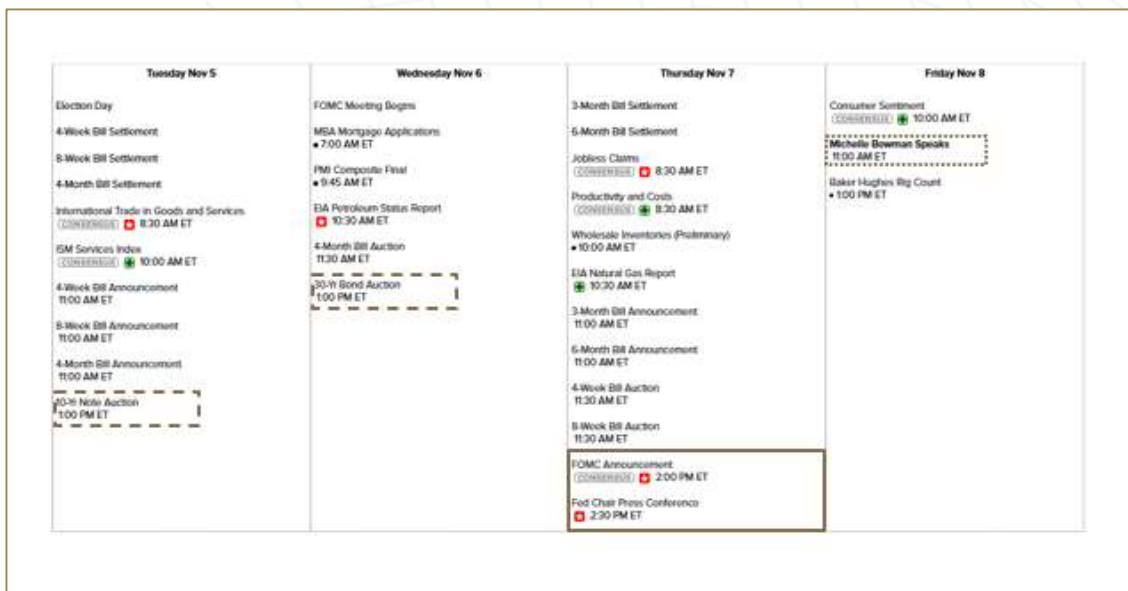 Tuesday Nov 5
Election Day
4-Week Bill Settlement
8-Week Bill Settlement
4-Month Bill Settlement
International Trade in Goods and Services
CONSENSUS 8:30 AM ET
ISM Services Index
CONSENSUS 10:00 AM ET
4-Week Bill Announcement
11:00 AM ET
8-Week Bill Announcement
11:00 AM ET
4-Month Bill Announcement
11:00 AM ET
10-Yr Note Auction
1:00 PM ET
Wednesday Nov 6
FOMC Meeting Begins
MBA Mortgage Applications
• 7:00 AM ET
PMI Composite Final
• 9:45 AM ET
EIA Petroleum Status Report
10:30 AM ET
4-Month Bill Auction
11:30 AM ET
30-Yr Bond Auction
1:00 PM ET
Thursday Nov 7
3-Month Bill Settlement
6-Month Bill Settlement
Jobless Claims
CONSENSUS 8:30 AM ET
Productivity and Costs
CONSENSUS 8:30 AM ET
Wholesale Inventories (Preliminary)
• 10:00 AM ET
EIA Natural Gas Report
10:30 AM ET
3-Month Bill Announcement
11:00 AM ET
6-Month Bill Announcement
11:00 AM ET
4-Week Bill Auction
11:30 AM ET
8-Week Bill Auction
11:30 AM ET
FOMC Announcement
CONSENSUS 2:00 PM ET
Fed Chair Press Conference
2:30 PM ET
Friday Nov 8
Consumer Sentiment
CONSENSUS 10:00 AM ET
Michelle Bowman Speaks
11:00 AM ET
Baker Hughes Rig Count
• 1:00 PM ET